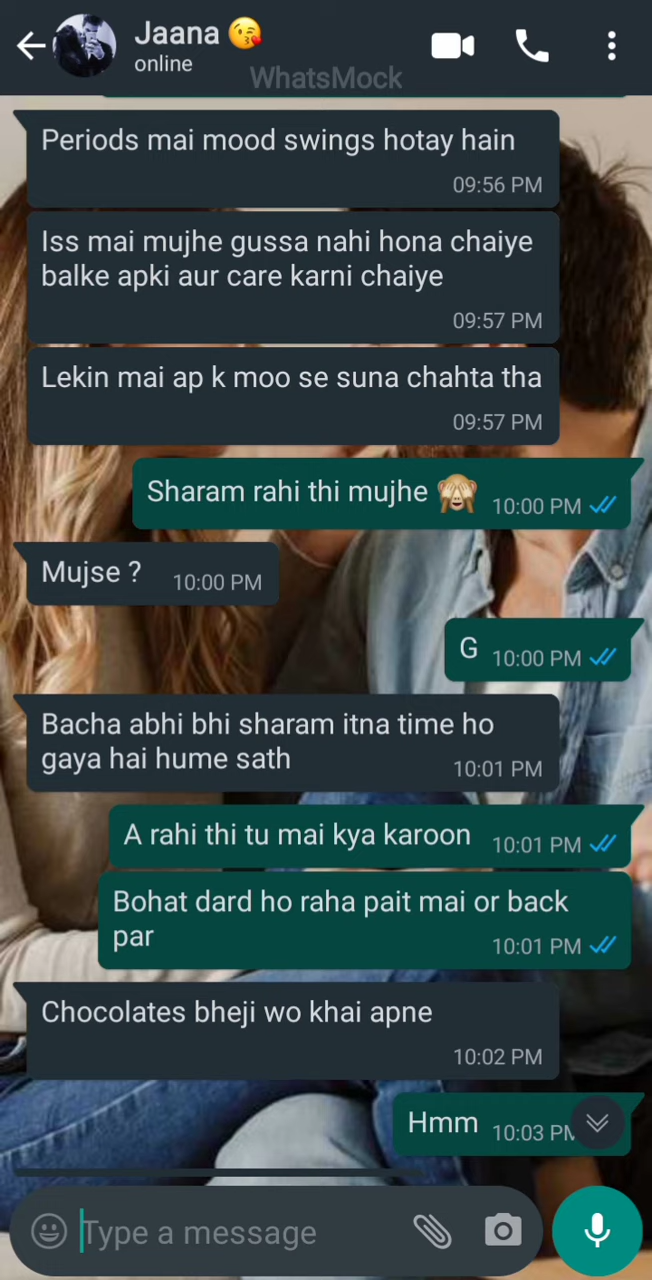 Jaana 😘
online
WhatsMock
Periods mai mood swings hotay hain
09:56 PM
Iss mai mujhe gussa nahi hona chaiye
balke apki aur care karni chaiye
09:57 PM
Lekin mai ap k moo se suna chahta tha
09:57 PM
Sharam rahi thi mujhe 🙈 10:00 PM
Mujse ? 10:00 PM
G 10:00 PM
Bacha abhi bhi sharam itna time ho
gaya hai hume sath 10:01 PM
A rahi thi tu mai kya karoon 10:01 PM
Bohat dard ho raha pait mai or back
par 10:01 PM
Chocolates bheji wo khai apne
10:02 PM
Hmm 10:03 PM
Type a message